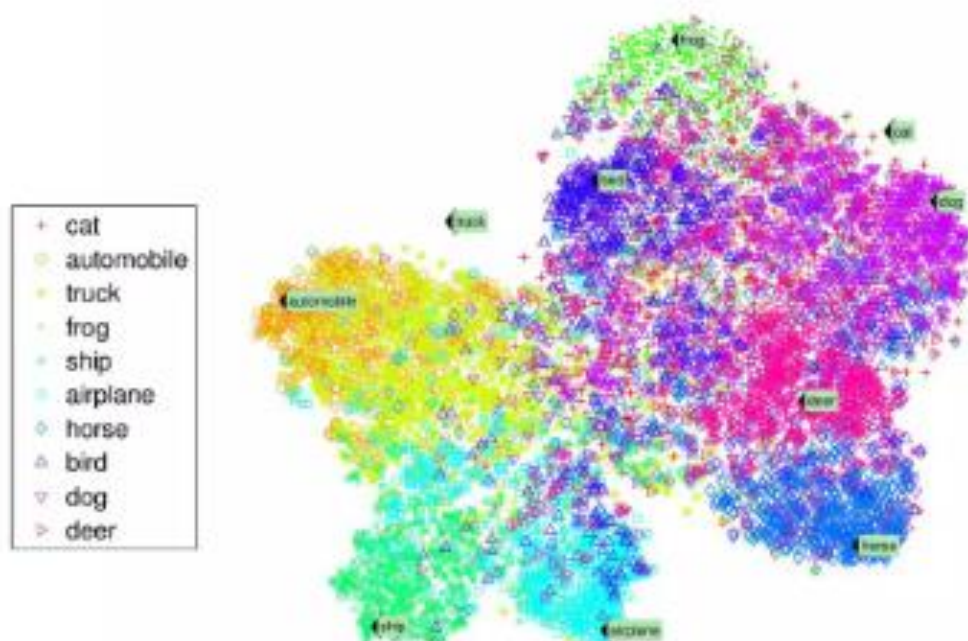 cat
automobile
truck
frog
ship
airplane
horse
bird
dog
deer
frog
cat
bird
dog
truck
automobile
deer
horse
ship
airplane